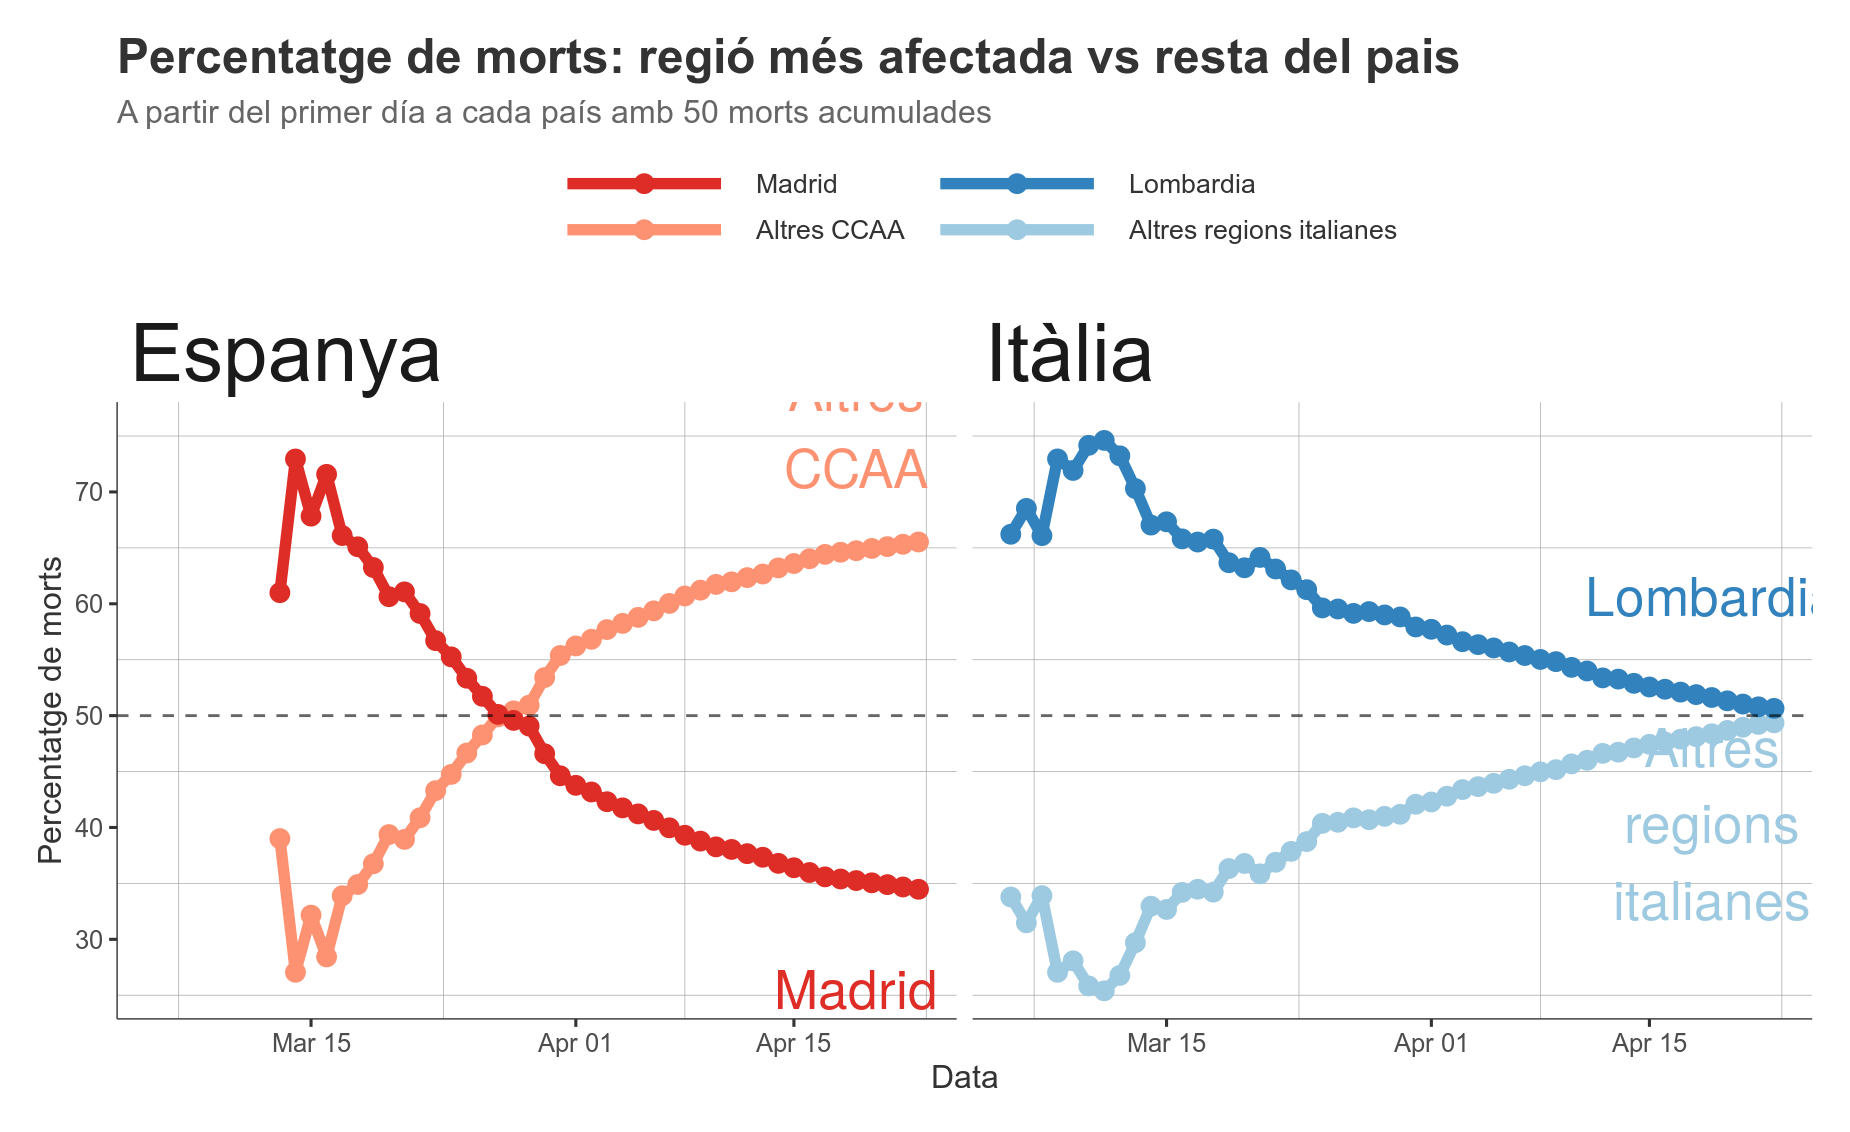 Percentatge de morts: regió més afectada vs resta del pais
A partir del primer día a cada país amb 50 morts acumulades
Madrid
Lombardia
Altres CCAA
Altres regions italianes
Espanya
Itàlia
Altres
CCAA
Madrid
Lombardia
Altres
regions
italianes
Percentatge de morts
70
60
50
40
30
Mar 15
Apr 01
Apr 15
Mar 15
Apr 01
Apr 15
Data